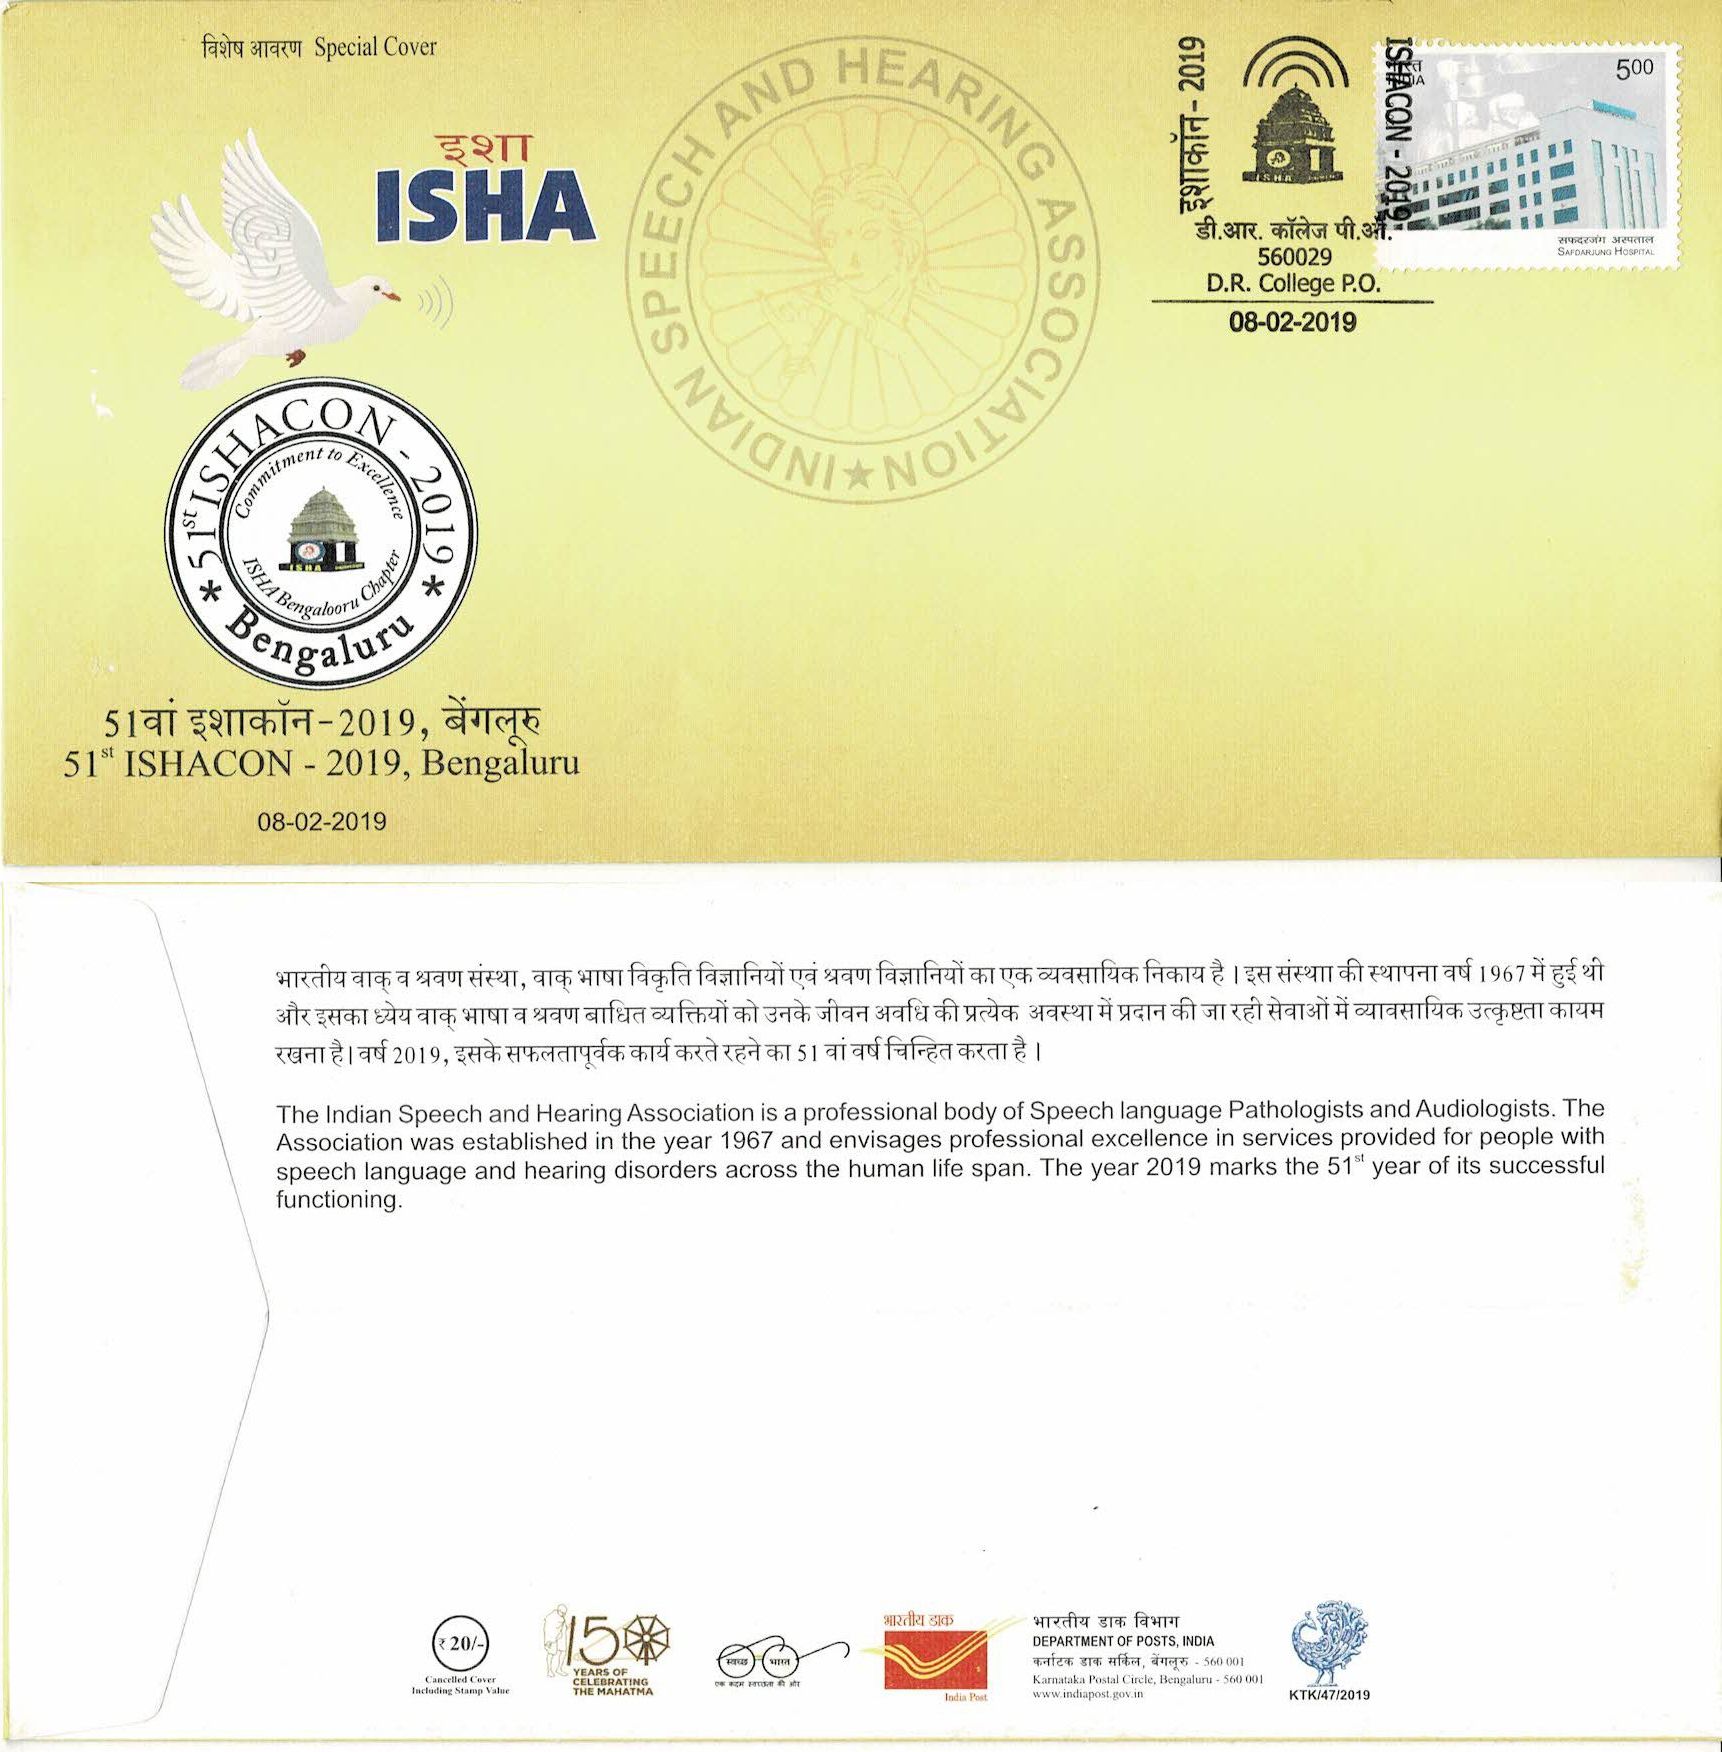 विशेष आवरण Special Cover
इशा
ISHA
INDIAN SPEECH AND HEARING ASSOCIATION
इशाकॉन- 2019
ISHA
ISHACON - 2019
डी.आर. कॉलेज पी.ऑ.
560029
D.R. College P.O.
08-02-2019
भारत
INDIA
500
सफदरजंग अस्पताल
SAFDARJUNG HOSPITAL
51st ISHACON - 2019
Commitment to Excellence
ISHA
ISHA Bengalooru Chapter
* Bengaluru *
51वां इशाकॉन-2019, बेंगलूरु
51st ISHACON - 2019, Bengaluru
08-02-2019
भारतीय वाक् व श्रवण संस्था, वाक् भाषा विकृति विज्ञानियों एवं श्रवण विज्ञानियों का एक व्यवसायिक निकाय है । इस संस्थाा की स्थापना वर्ष 1967 में हुई थी
और इसका ध्येय वाक् भाषा व श्रवण बाधित व्यक्तियों को उनके जीवन अवधि की प्रत्येक अवस्था में प्रदान की जा रही सेवाओं में व्यावसायिक उत्कृष्टता कायम
रखना है। वर्ष 2019, इसके सफलतापूर्वक कार्य करते रहने का 51 वां वर्ष चिन्हित करता है ।
The Indian Speech and Hearing Association is a professional body of Speech language Pathologists and Audiologists. The
Association was established in the year 1967 and envisages professional excellence in services provided for people with
speech language and hearing disorders across the human life span. The year 2019 marks the 51st year of its successful
functioning.
₹ 20/-
Cancelled Cover
Including Stamp Value
150
YEARS OF
CELEBRATING
THE MAHATMA
स्वच्छ भारत
एक कदम स्वच्छता की ओर
भारतीय डाक
India Post
भारतीय डाक विभाग
DEPARTMENT OF POSTS, INDIA
कर्नाटक डाक सर्किल, बेंगलूरु - 560 001
Karnataka Postal Circle, Bengaluru - 560 001
www.indiapost.gov.in
KTK/47/2019